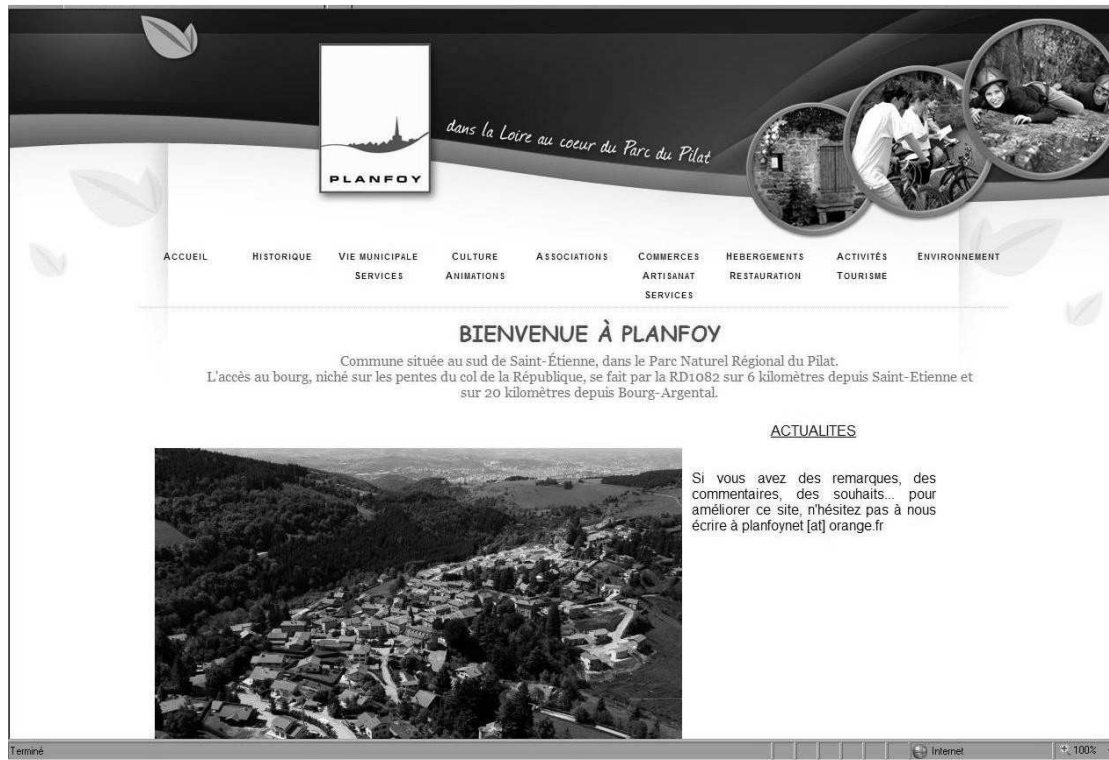 dans la Loire au coeur du Parc du Pilat
PLANFOY
ACCUEIL HISTORIQUE VIE MUNICIPALE CULTURE ASSOCIATIONS COMMERCES HEBERGEMENTS ACTIVITÉS ENVIRONNEMENT
SERVICES ANIMATIONS ARTISANAT RESTAURATION TOURISME
SERVICES
BIENVENUE À PLANFOY
Commune située au sud de Saint-Étienne, dans le Parc Naturel Régional du Pilat.
L'accès au bourg, niché sur les pentes du col de la République, se fait par la RD1082 sur 6 kilomètres depuis Saint-Etienne et
sur 20 kilomètres depuis Bourg-Argental.
ACTUALITES
Si vous avez des remarques, des
commentaires, des souhaits... pour
améliorer ce site, n'hésitez pas à nous
écrire à planfoynet [at] orange.fr
Terminé Internet 100%